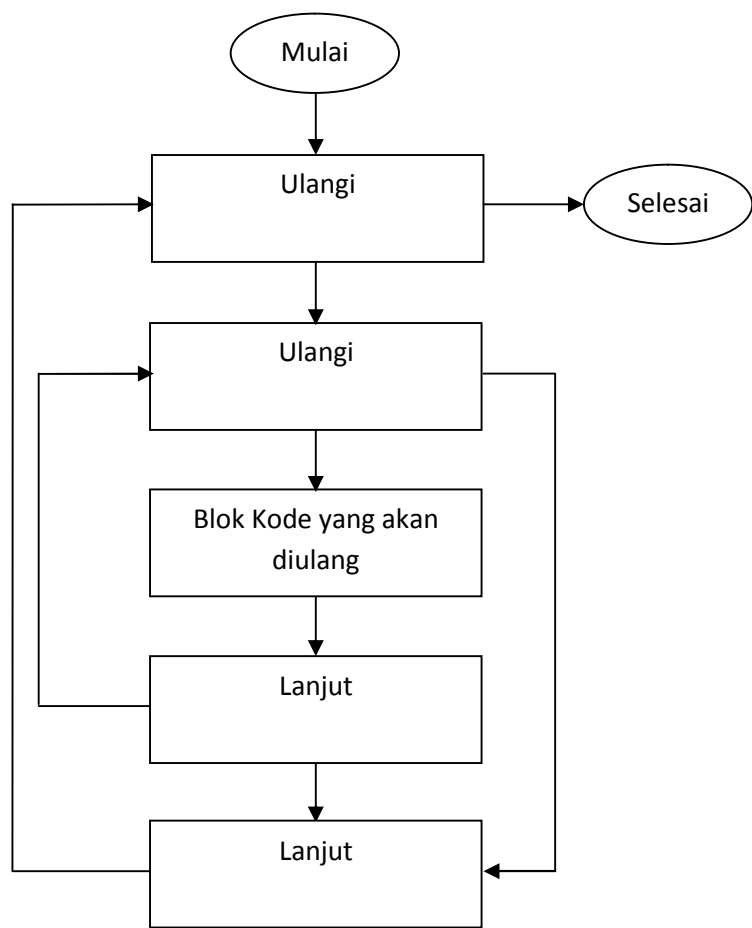 Mulai
Ulangi
Selesai
Ulangi
Blok Kode yang akan
diulang
Lanjut
Lanjut